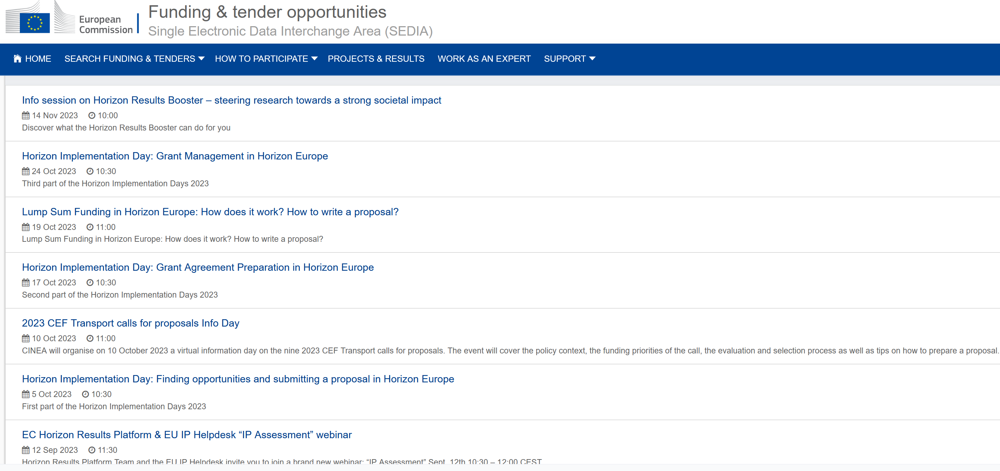 European
Commission
Funding & tender opportunities
Single Electronic Data Interchange Area (SEDIA)
HOME SEARCH FUNDING & TENDERS HOW TO PARTICIPATE PROJECTS & RESULTS WORK AS AN EXPERT SUPPORT
Info session on Horizon Results Booster – steering research towards a strong societal impact
14 Nov 2023 10:00
Discover what the Horizon Results Booster can do for you
Horizon Implementation Day: Grant Management in Horizon Europe
24 Oct 2023 10:30
Third part of the Horizon Implementation Days 2023
Lump Sum Funding in Horizon Europe: How does it work? How to write a proposal?
19 Oct 2023 11:00
Lump Sum Funding in Horizon Europe: How does it work? How to write a proposal?
Horizon Implementation Day: Grant Agreement Preparation in Horizon Europe
17 Oct 2023 10:30
Second part of the Horizon Implementation Days 2023
2023 CEF Transport calls for proposals Info Day
10 Oct 2023 11:00
CINEA will organise on 10 October 2023 a virtual information day on the nine 2023 CEF Transport calls for proposals. The event will cover the policy context, the funding priorities of the call, the evaluation and selection process as well as tips on how to prepare a proposal.
Horizon Implementation Day: Finding opportunities and submitting a proposal in Horizon Europe
5 Oct 2023 10:30
First part of the Horizon Implementation Days 2023
EC Horizon Results Platform & EU IP Helpdesk “IP Assessment” webinar
12 Sep 2023 11:30
Horizon Results Platform Team and the EU IP Helpdesk invite you to join a brand new webinar: “IP Assessment” Sept. 12th 10:30 – 12:00 CEST